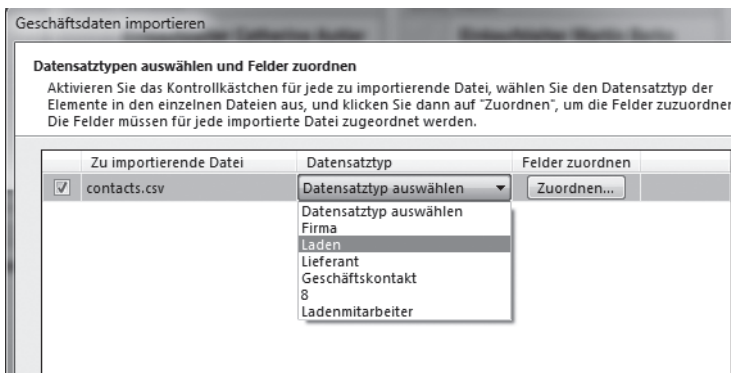 Geschäftsdaten importieren
Datensatztypen auswählen und Felder zuordnen
Aktivieren Sie das Kontrollkästchen für jede zu importierende Datei, wählen Sie den Datensatztyp der
Elemente in den einzelnen Dateien aus, und klicken Sie dann auf "Zuordnen", um die Felder zuzuordnen
Die Felder müssen für jede importierte Datei zugeordnet werden.
Zu importierende Datei Datensatztyp Felder zuordnen
contacts.csv Datensatztyp auswählen Zuordnen...
Datensatztyp auswählen
Firma
Laden
Lieferant
Geschäftskontakt
8
Ladenmitarbeiter